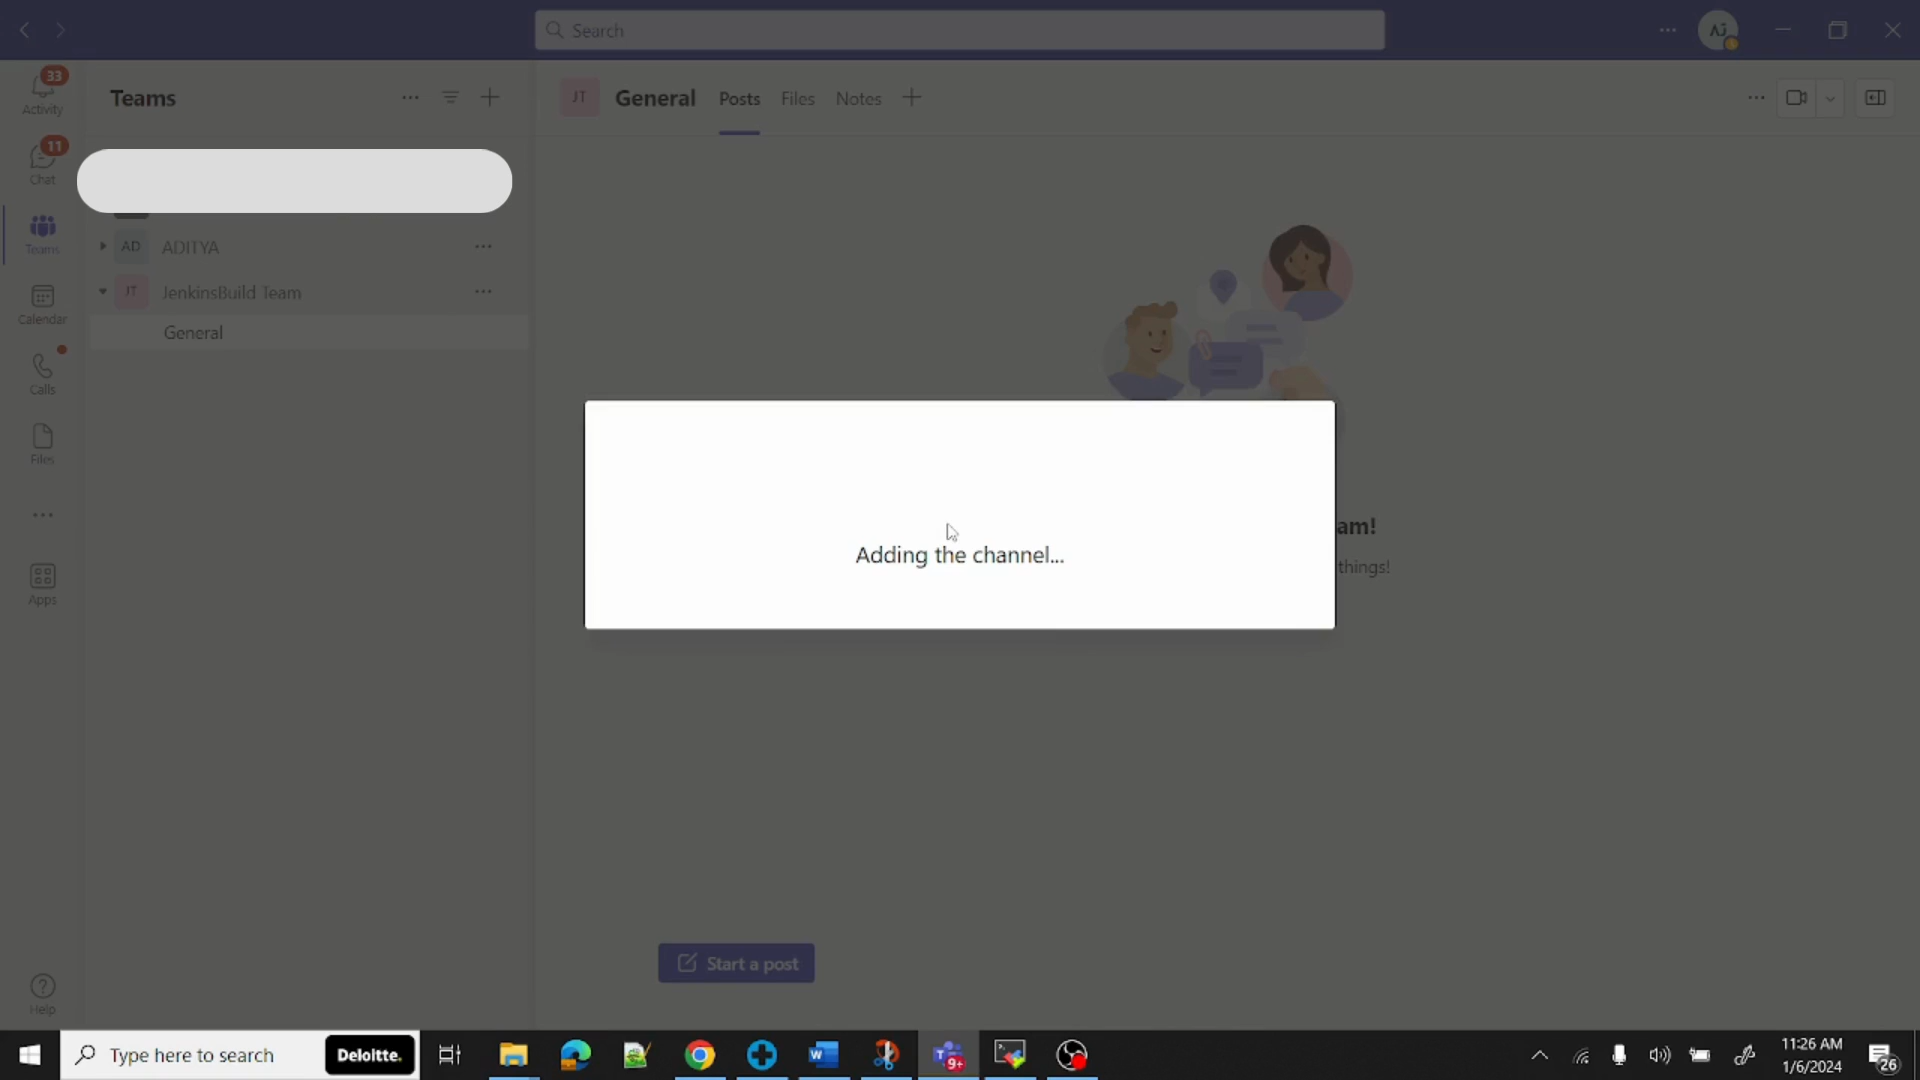 Search
AJ
33
Activity
Teams
JT
General
Posts
Files
Notes
11
Chat
Teams
AD
ADITYA
JT
JenkinsBuild Team
Calendar
General
Calls
Files
am!
Adding the channel...
things!
Apps
Start a post
Help
Type here to search
Deloitte.
9+
11:26 AM
1/6/2024
26